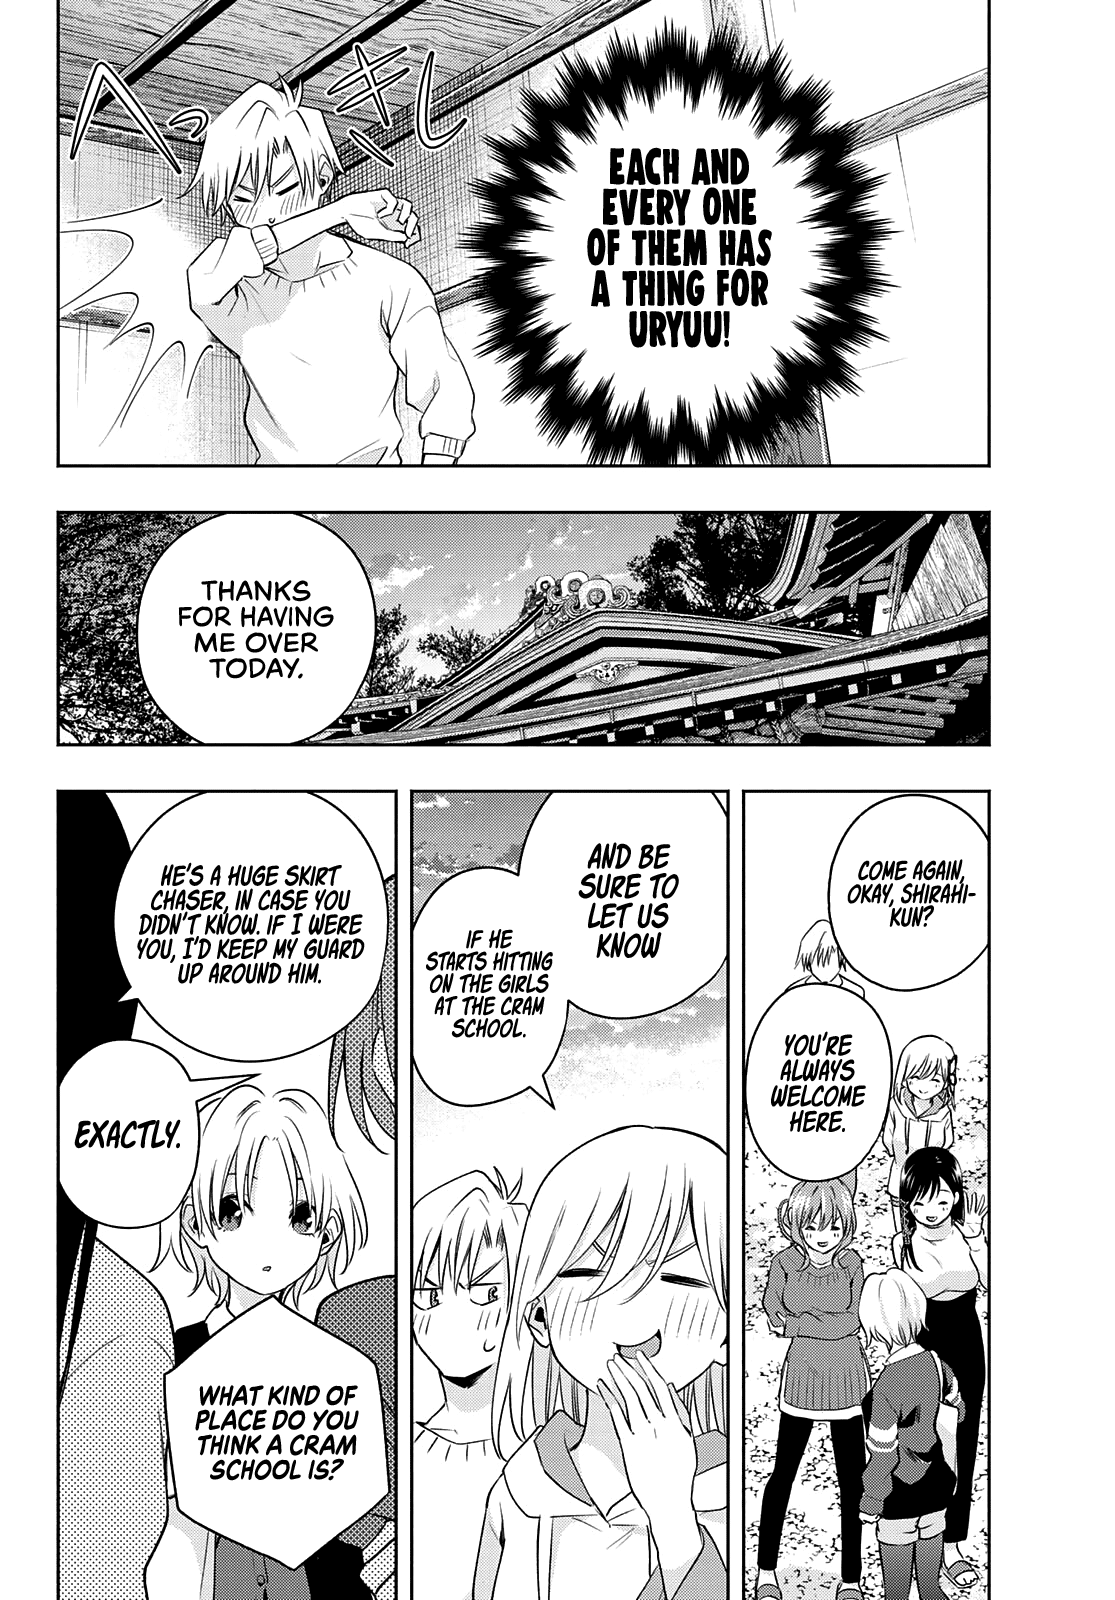 へっきし
EACH AND
EVERY ONE
OF THEM HAS
A THING FOR
URYUU!
THANKS
FOR HAVING
ME OVER
TODAY.
COME AGAIN,
OKAY, SHIRAHI-
KUN?
YOU'RE
ALWAYS
WELCOME
HERE.
AND BE
SURE TO
LET US
KNOW
IF HE
STARTS HITTING
ON THE GIRLS
AT THE CRAM
SCHOOL.
HE'S A HUGE SKIRT
CHASER, IN CASE YOU
DIDN'T KNOW. IF I WERE
YOU, I'D KEEP MY GUARD
UP AROUND HIM.
EXACTLY.
WHAT KIND OF
PLACE DO YOU
THINK A CRAM
SCHOOL IS?